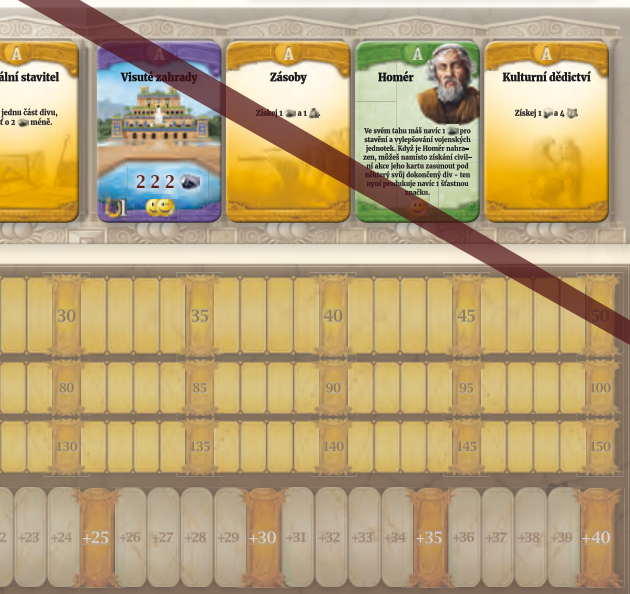 A
ální stavitel
jednu část divu,
ť o 2 méně.
A
Visuté zahrady
2 2 2
1
A
Zásoby
Získej 1 a 1 .
A
Homér
Ve svém tahu máš navíc 1 pro
stavění a vylepšování vojenských
jednotek. Když je Homér nahra-
zen, můžeš namísto získání civil-
ní akce jeho kartu zasunout pod
některý svůj dokončený div – ten
nyní produkuje navíc 1 šťastnou
značku.
A
Kulturní dědictví
Získej 1 a 4 .
30 35 40 45 50
80 85 90 95 100
130 135 140 145 150
2 +23 +24 +25 +26 +27 +28 +29 +30 +31 +32 +33 +34 +35 +36 +37 +38 +39 +40